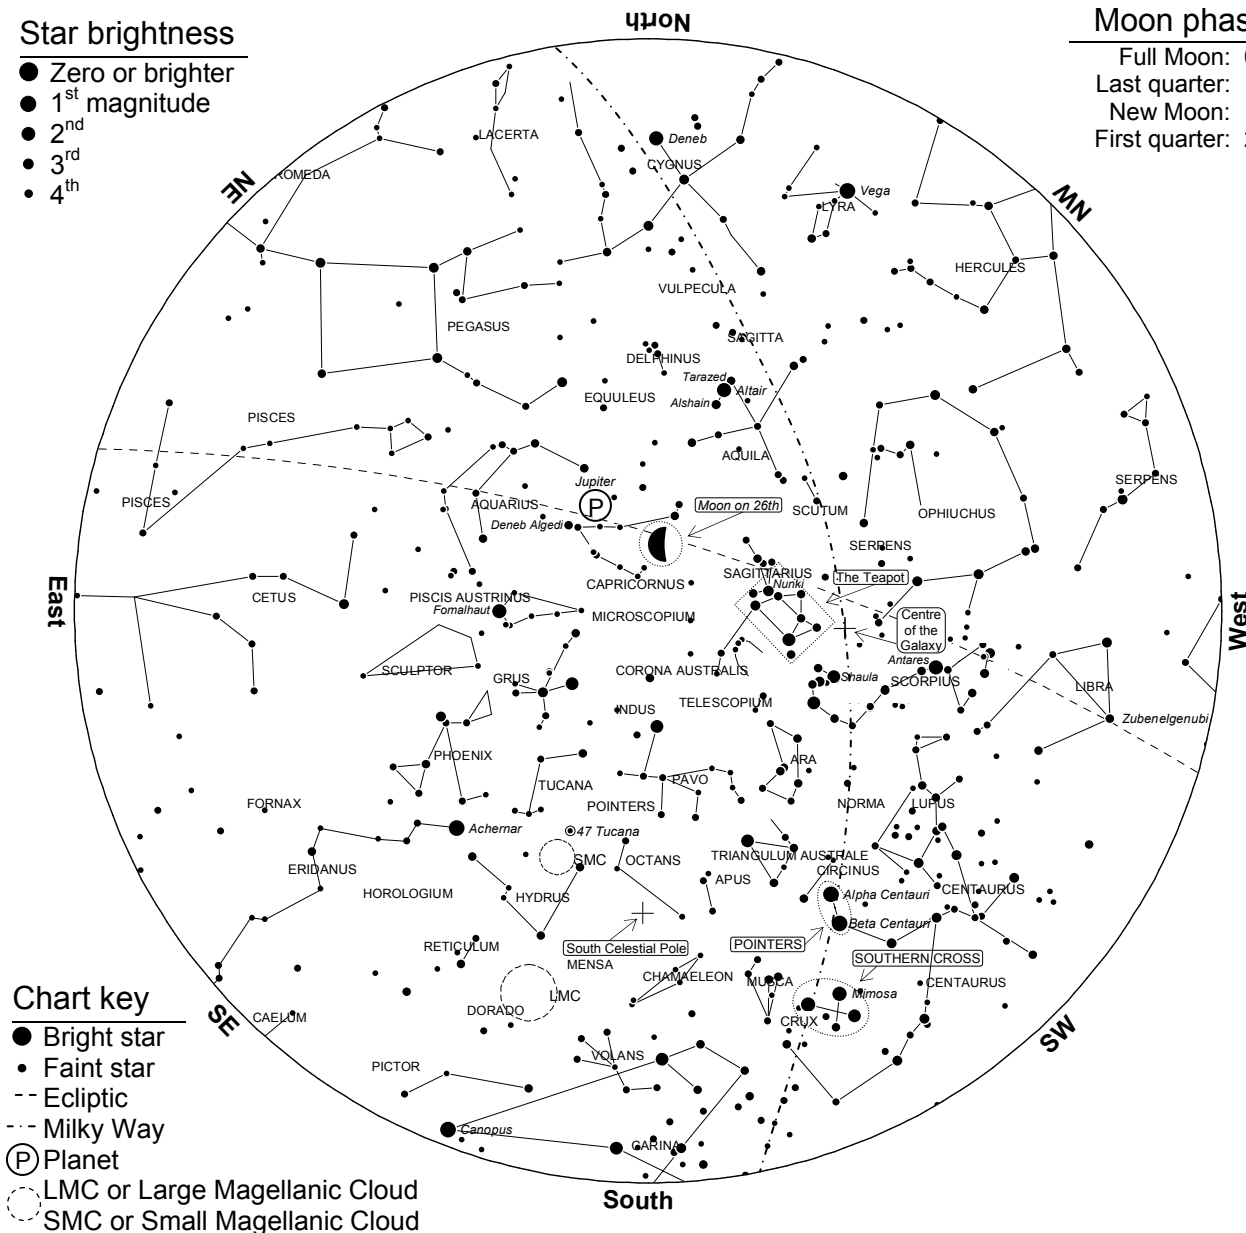 North
Star brightness
Zero or brighter
1st magnitude
2nd
3rd
4th
Moon phas
Full Moon:
Last quarter:
New Moon:
First quarter:
NE
NW
East
West
SE
SW
South
LACERTA
Deneb
CYGNUS
ROMEDA
Vega
LYRA
HERCULES
VULPECULA
PEGASUS
SAGITTA
DELPHINUS
Tarazed
Altair
Alshain
EQUULEUS
PISCES
AQUILA
Jupiter
P
PISCES
AQUARIUS
Moon on 26th
SCUTUM
OPHIUCHUS
SERPENS
Deneb Algedi
SERPENS
CAPRICORNUS
SAGITTARIUS
Nunki
The Teapot
CETUS
PISCIS AUSTRINUS
Fomalhaut
MICROSCOPIUM
Centre
of the
Galaxy
SCULPTOR
GRUS
CORONA AUSTRALIS
Shaula
Antares
SCORPIUS
LIBRA
TELESCOPIUM
INDUS
Zubenelgenubi
PHOENIX
TUCANA
PAVO
ARA
FORNAX
POINTERS
NORMA
LUPUS
Achernar
47 Tucana
SMC
OCTANS
TRIANGULUM AUSTRALE
CIRCINUS
ERIDANUS
HOROLOGIUM
HYDRUS
APUS
Alpha Centauri
CENTAURUS
Beta Centauri
RETICULUM
South Celestial Pole
POINTERS
SOUTHERN CROSS
MENSA
CHAMAELEON
MUSCA
CENTAURUS
Mimosa
LMC
DORADO
CRUX
CAELUM
PICTOR
VOLANS
Canopus
CARINA
Chart key
Bright star
Faint star
Ecliptic
Milky Way
P Planet
LMC or Large Magellanic Cloud
SMC or Small Magellanic Cloud